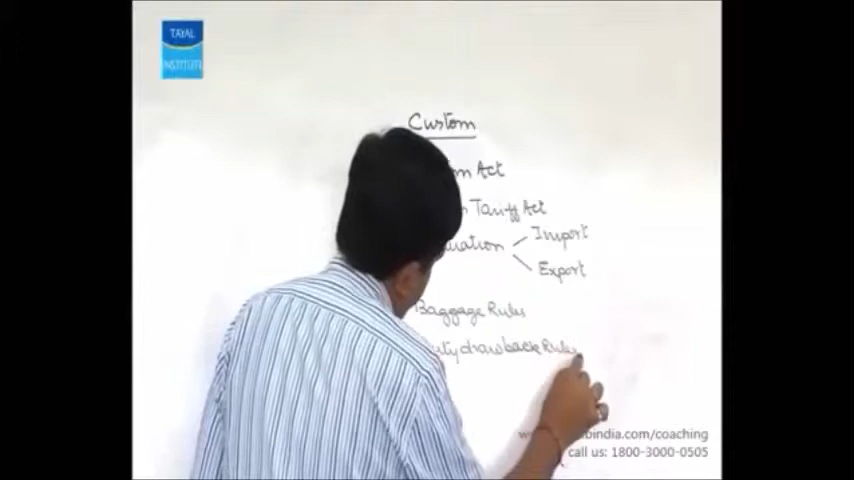 TAYAL
INSTITUTE
Custom
Act
Tariff Act
Import
Export
Baggage Rules
drawback Rules
bindia.com/coaching
call us: 1800-3000-0505